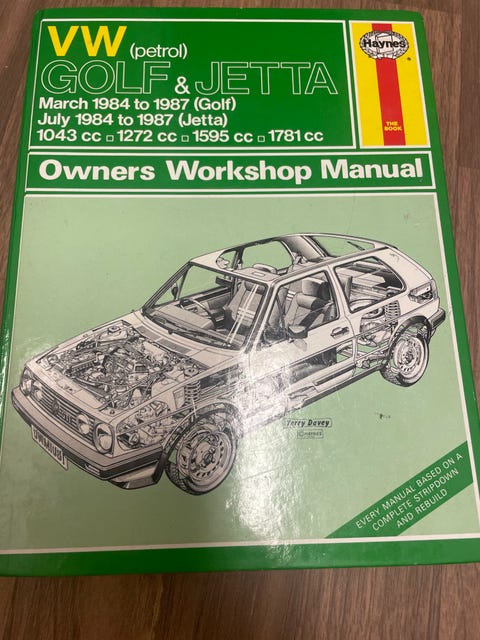 VW (petrol)
GOLF & JETTA
March 1984 to 1987 (Golf)
July 1984 to 1987 (Jetta)
1043 cc □ 1272 cc □ 1595 cc □ 1781 cc
Haynes
®
THE
BOOK
Owners Workshop Manual
Terry Davey
EVERY MANUAL BASED ON A
COMPLETE STRIPDOWN
AND REBUILD